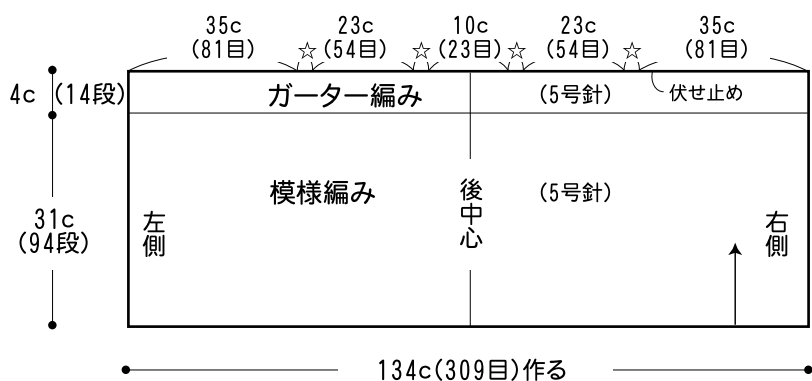 35c 23c 10c 23c 35c
(81目) ☆ (54目) ☆ (23目) ☆ (54目) ☆ (81目)
4c (14段)
ガーター編み
(5号針)
伏せ止め
模様編み
後中心
(5号針)
31c
(94段)
左側
右側
134c(309目)作る